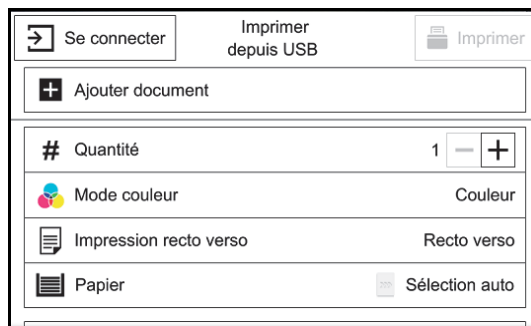 Se connecter
Imprimer
depuis USB
Imprimer
Ajouter document
# Quantité 1 − +
Mode couleur Couleur
Impression recto verso Recto verso
Papier Sélection auto